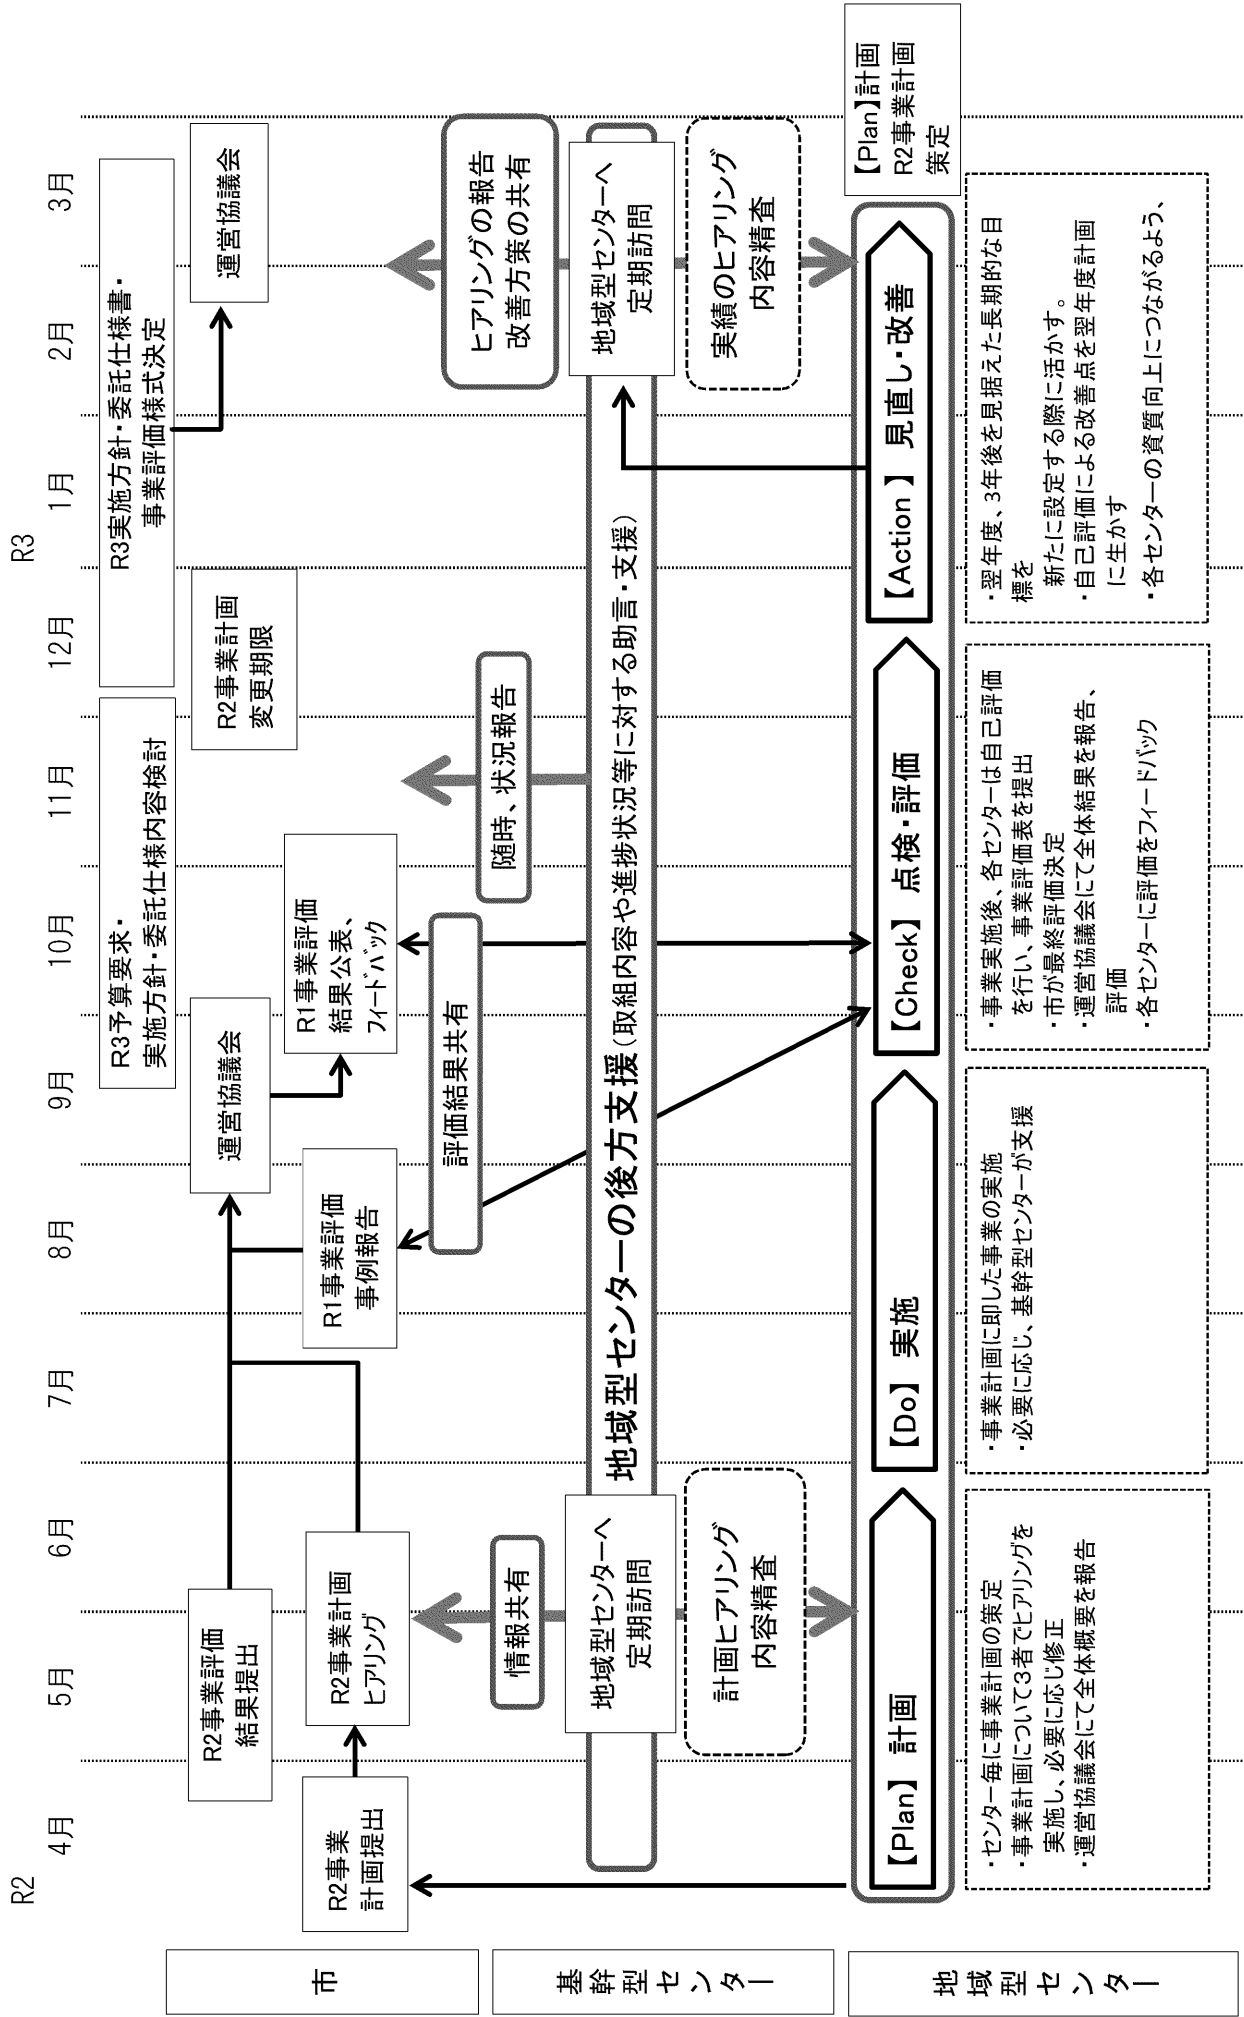 R2
R3
4月
5月
6月
7月
8月
9月
10月
11月
12月
1月
2月
3月
市
R3予算要求・
実施方針・委託仕様内容検討
R3実施方針・委託仕様書・
事業評価様式決定
R2事業評価
結果提出
運営協議会
R2事業計画
変更期限
運営協議会
R2事業
計画提出
R2事業計画
ヒアリング
R1事業評価
事例報告
R1事業評価
結果公表、
フィードバック
基幹型センター
情報共有
評価結果共有
随時、状況報告
ヒアリングの報告
改善方策の共有
地域型センターへ
定期訪問
地域型センターの後方支援(取組内容や進捗状況等に対する助言・支援)
地域型センターへ
定期訪問
計画ヒアリング
内容精査
実績のヒアリング
内容精査
地域型センター
【Plan】 計画
【Do】 実施
【Check】 点検・評価
【Action】 見直し・改善
【Plan】計画
R2事業計画
策定
・センター毎に事業計画の策定
・事業計画について3者でヒアリングを
実施し、必要に応じ修正
・運営協議会にて全体概要を報告
・事業計画に即した事業の実施
・必要に応じ、基幹型センターが支援
・事業実施後、各センターは自己評価
を行い、事業評価表を提出
・市が最終評価決定
・運営協議会にて全体結果を報告、
評価
・各センターに評価をフィードバック
・翌年度、3年後を見据えた長期的な目
標を
新たに設定する際に活かす。
・自己評価による改善点を翌年度計画
に生かす
・各センターの資質向上につながるよう、